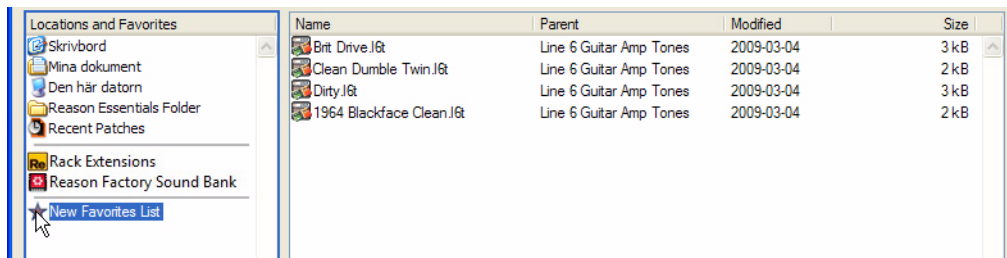 Locations and Favorites
Skrivbord
Mina dokument
Den här datorn
Reason Essentials Folder
Recent Patches
Re Rack Extensions
Reason Factory Sound Bank
New Favorites List
Name Parent Modified Size
Brit Drive.l6t Line 6 Guitar Amp Tones 2009-03-04 3 kB
Clean Dumble Twin.l6t Line 6 Guitar Amp Tones 2009-03-04 2 kB
Dirty.l6t Line 6 Guitar Amp Tones 2009-03-04 3 kB
1964 Blackface Clean.l6t Line 6 Guitar Amp Tones 2009-03-04 2 kB